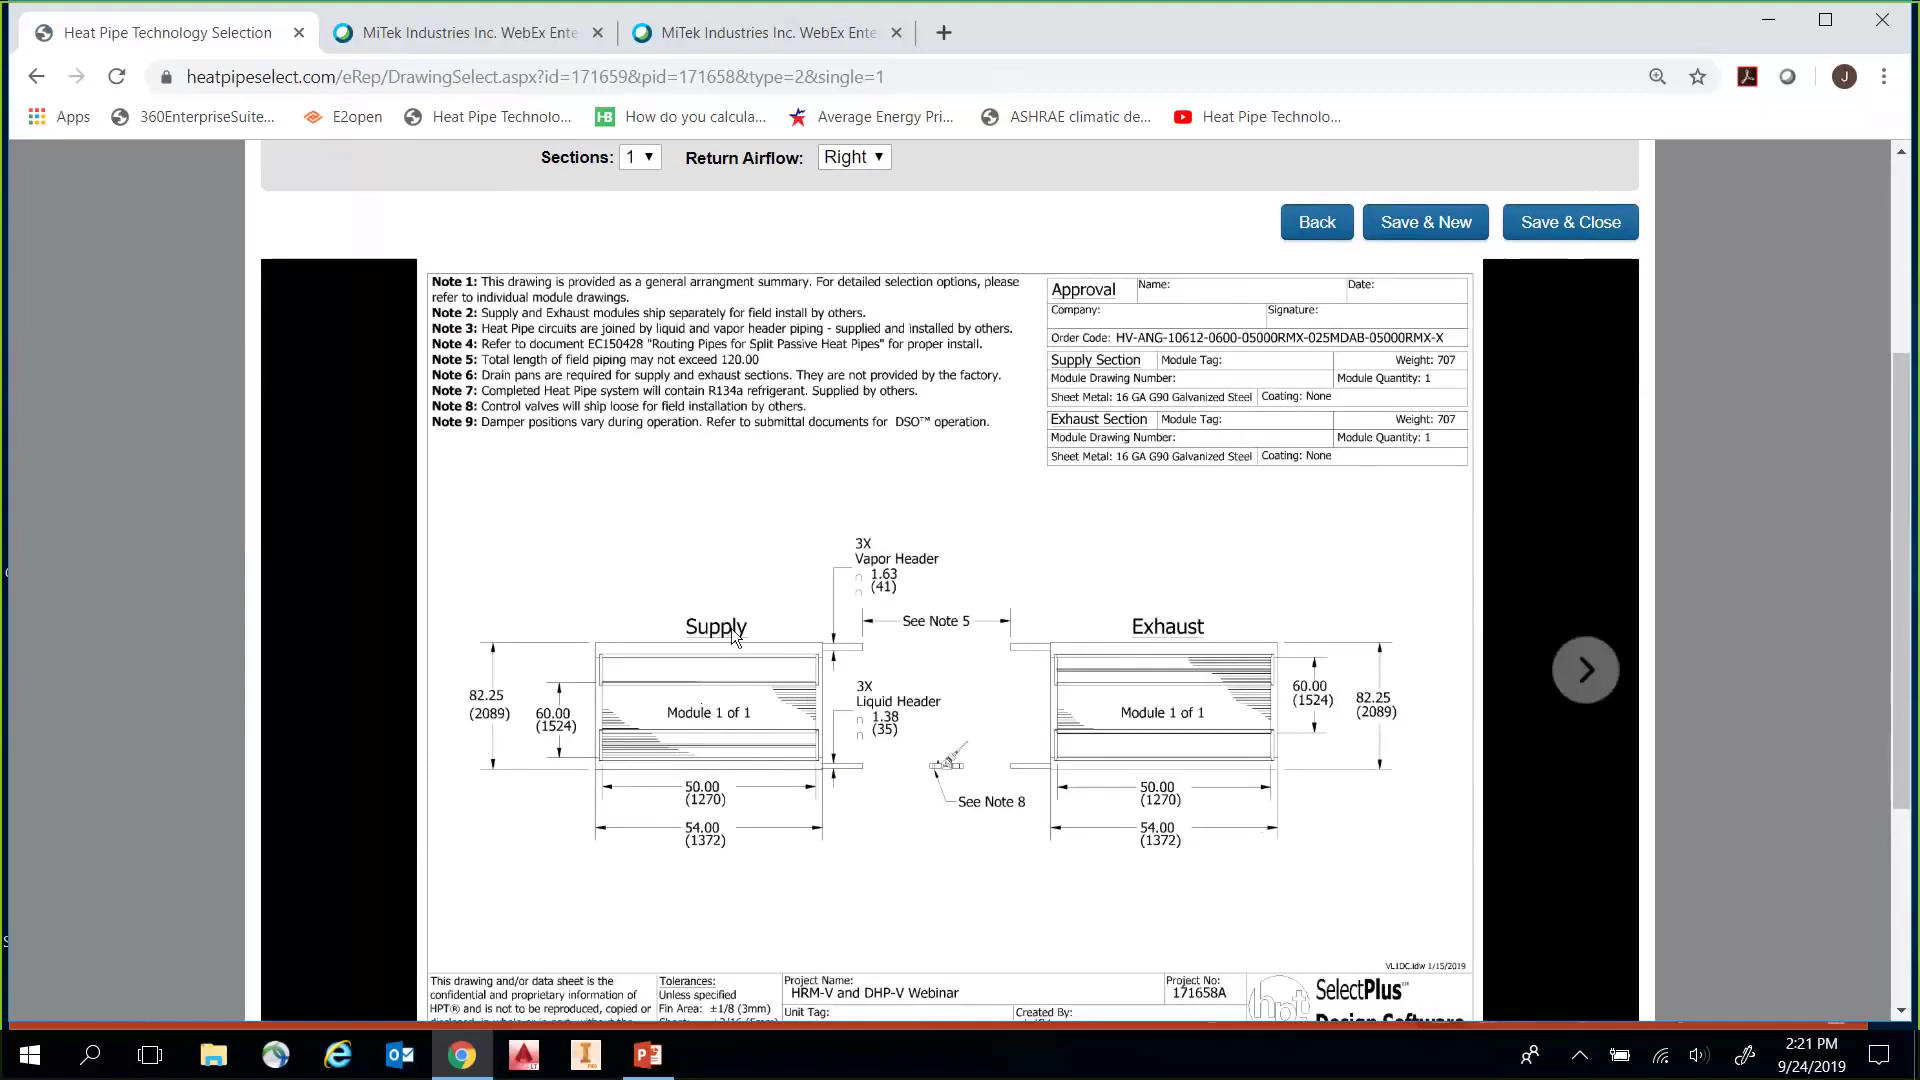 Heat Pipe Technology Selection
MiTek Industries Inc. WebEx Ente
MiTek Industries Inc. WebEx Ente
heatpipeselect.com/eRep/DrawingSelect.aspx?id=171659&pid=171658&type=2&single=1
J
Apps
360EnterpriseSuite...
E2open
Heat Pipe Technolo...
HB
How do you calcula...
Average Energy Pri...
ASHRAE climatic de...
Heat Pipe Technolo...
Sections: 1
Return Airflow: Right
Back
Save & New
Save & Close
Note 1: This drawing is provided as a general arrangment summary. For detailed selection options, please
refer to individual module drawings.
Note 2: Supply and Exhaust modules ship separately for field install by others.
Note 3: Heat Pipe circuits are joined by liquid and vapor header piping - supplied and installed by others.
Note 4: Refer to document EC150428 "Routing Pipes for Split Passive Heat Pipes" for proper install.
Note 5: Total length of field piping may not exceed 120.00
Note 6: Drain pans are required for supply and exhaust sections. They are not provided by the factory.
Note 7: Completed Heat Pipe system will contain R134a refrigerant. Supplied by others.
Note 8: Control valves will ship loose for field installation by others.
Note 9: Damper positions vary during operation. Refer to submittal documents for DSO™ operation.
Approval
Name:
Date:
Company:
Signature:
Order Code: HV-ANG-10612-0600-05000RMX-025MDAB-05000RMX-X
Supply Section
Module Tag:
Weight: 707
Module Drawing Number:
Module Quantity: 1
Sheet Metal: 16 GA G90 Galvanized Steel
Coating: None
Exhaust Section
Module Tag:
Weight: 707
Module Drawing Number:
Module Quantity: 1
Sheet Metal: 16 GA G90 Galvanized Steel
Coating: None
3X
Vapor Header
1.63
(41)
See Note 5
Supply
Exhaust
82.25
(2089)
60.00
(1524)
Module 1 of 1
3X
Liquid Header
1.38
(35)
Module 1 of 1
60.00
(1524)
82.25
(2089)
See Note 8
50.00
(1270)
54.00
(1372)
50.00
(1270)
54.00
(1372)
VLIDC.idw 1/15/2019
This drawing and/or data sheet is the
confidential and proprietary information of
HPT® and is not to be reproduced, copied or
Tolerances:
Unless specified
Fin Area: ±1/8 (3mm)
Project Name:
HRM-V and DHP-V Webinar
Unit Tag:
Created By:
Project No:
171658A
hpt
SelectPlus™
Design Software
2:21 PM
9/24/2019